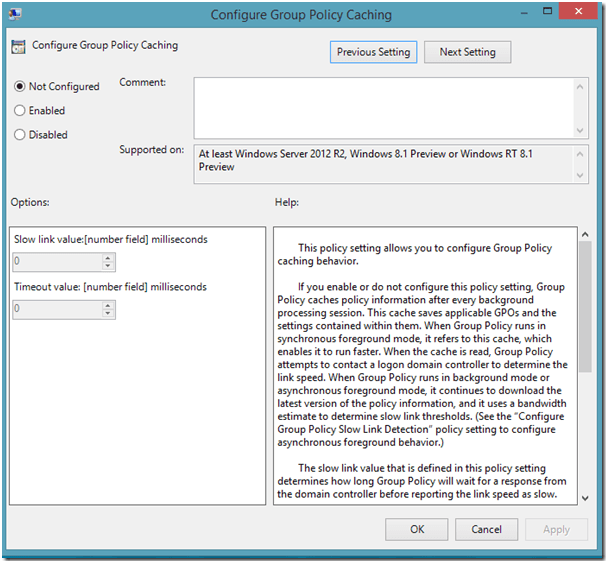 Configure Group Policy Caching
Configure Group Policy Caching
Previous Setting
Next Setting
Not Configured
Enabled
Disabled
Comment:
Supported on:
At least Windows Server 2012 R2, Windows 8.1 Preview or Windows RT 8.1
Preview
Options:
Help:
Slow link value:[number field] milliseconds
0
Timeout value: [number field] milliseconds
0
This policy setting allows you to configure Group Policy
caching behavior.
If you enable or do not configure this policy setting, Group
Policy caches policy information after every background
processing session. This cache saves applicable GPOs and the
settings contained within them. When Group Policy runs in
synchronous foreground mode, it refers to this cache, which
enables it to run faster. When the cache is read, Group Policy
attempts to contact a logon domain controller to determine the
link speed. When Group Policy runs in background mode or
asynchronous foreground mode, it continues to download the
latest version of the policy information, and it uses a bandwidth
estimate to determine slow link thresholds. (See the “Configure
Group Policy Slow Link Detection” policy setting to configure
asynchronous foreground behavior.)
The slow link value that is defined in this policy setting
determines how long Group Policy will wait for a response from
the domain controller before reporting the link speed as slow.
OK
Cancel
Apply